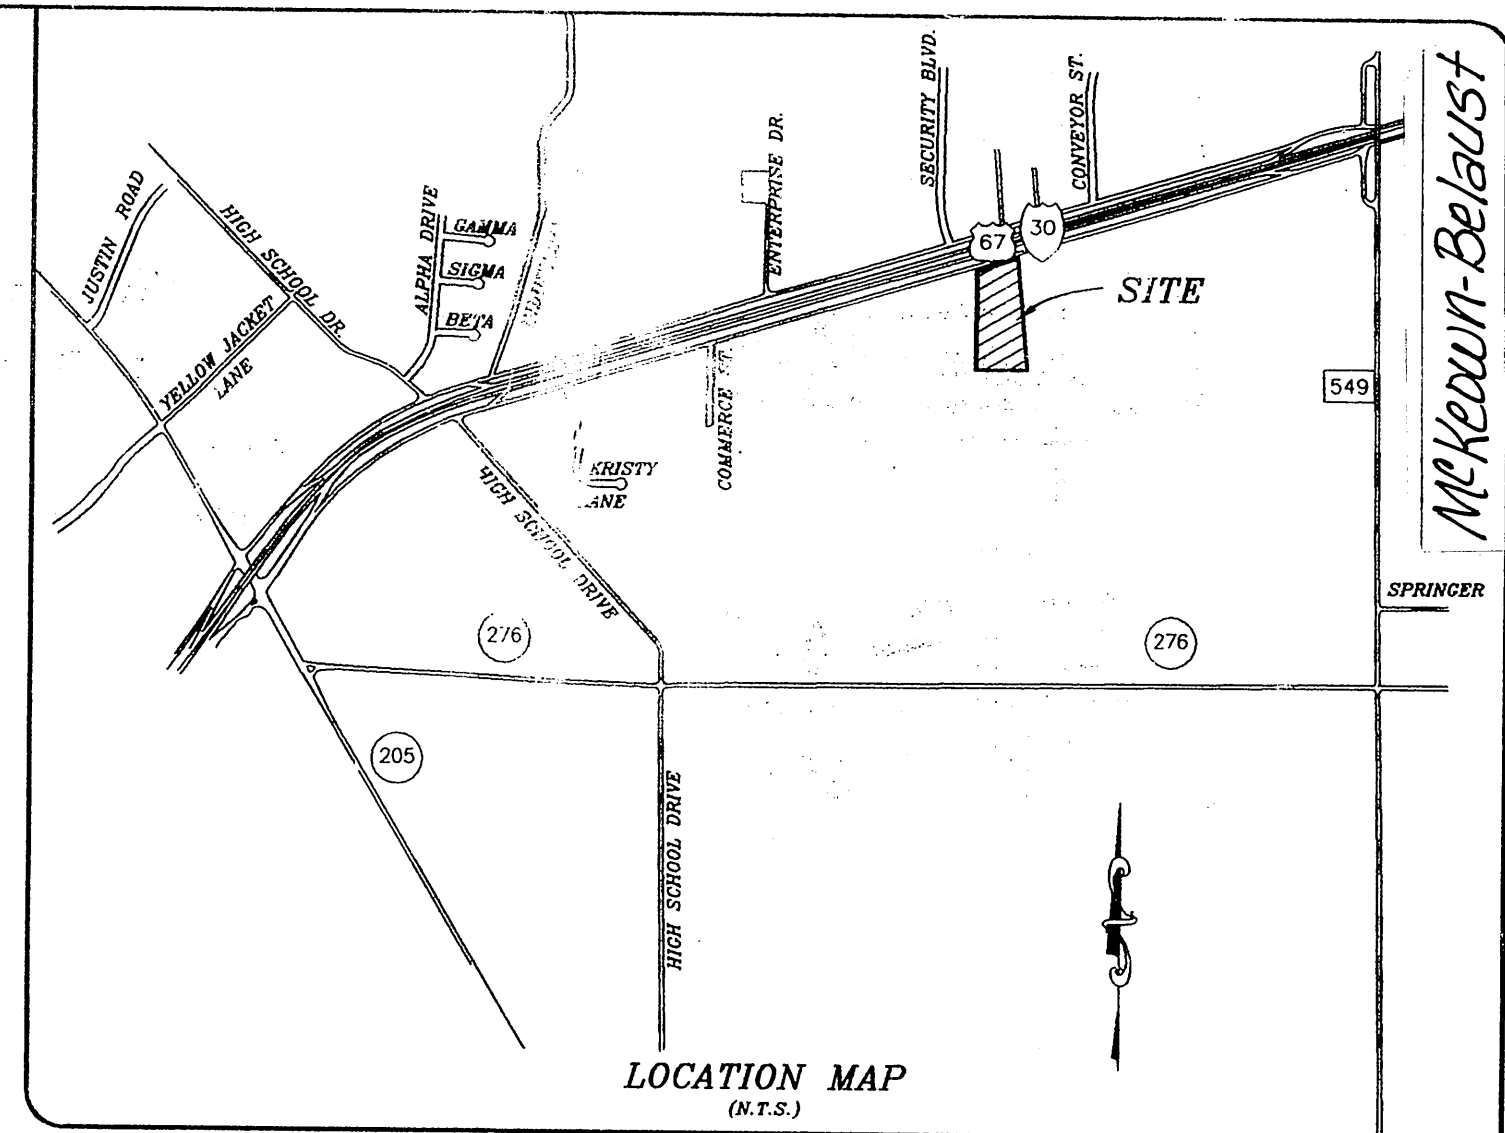 SECURITY BLVD.
CONVEYOR ST.
McKeown-Belaust
ENTERPRISE DR.
JUSTIN ROAD
HIGH SCHOOL DR.
ALPHA DRIVE
GAMMA
SIGMA
BETA
67
30
SITE
YELLOW JACKET
LANE
COMMERCE ST.
549
KRISTY
HIGH SCHOOL DRIVE
SPRINGER
276
276
205
HIGH SCHOOL DRIVE
LOCATION MAP
(N.T.S.)